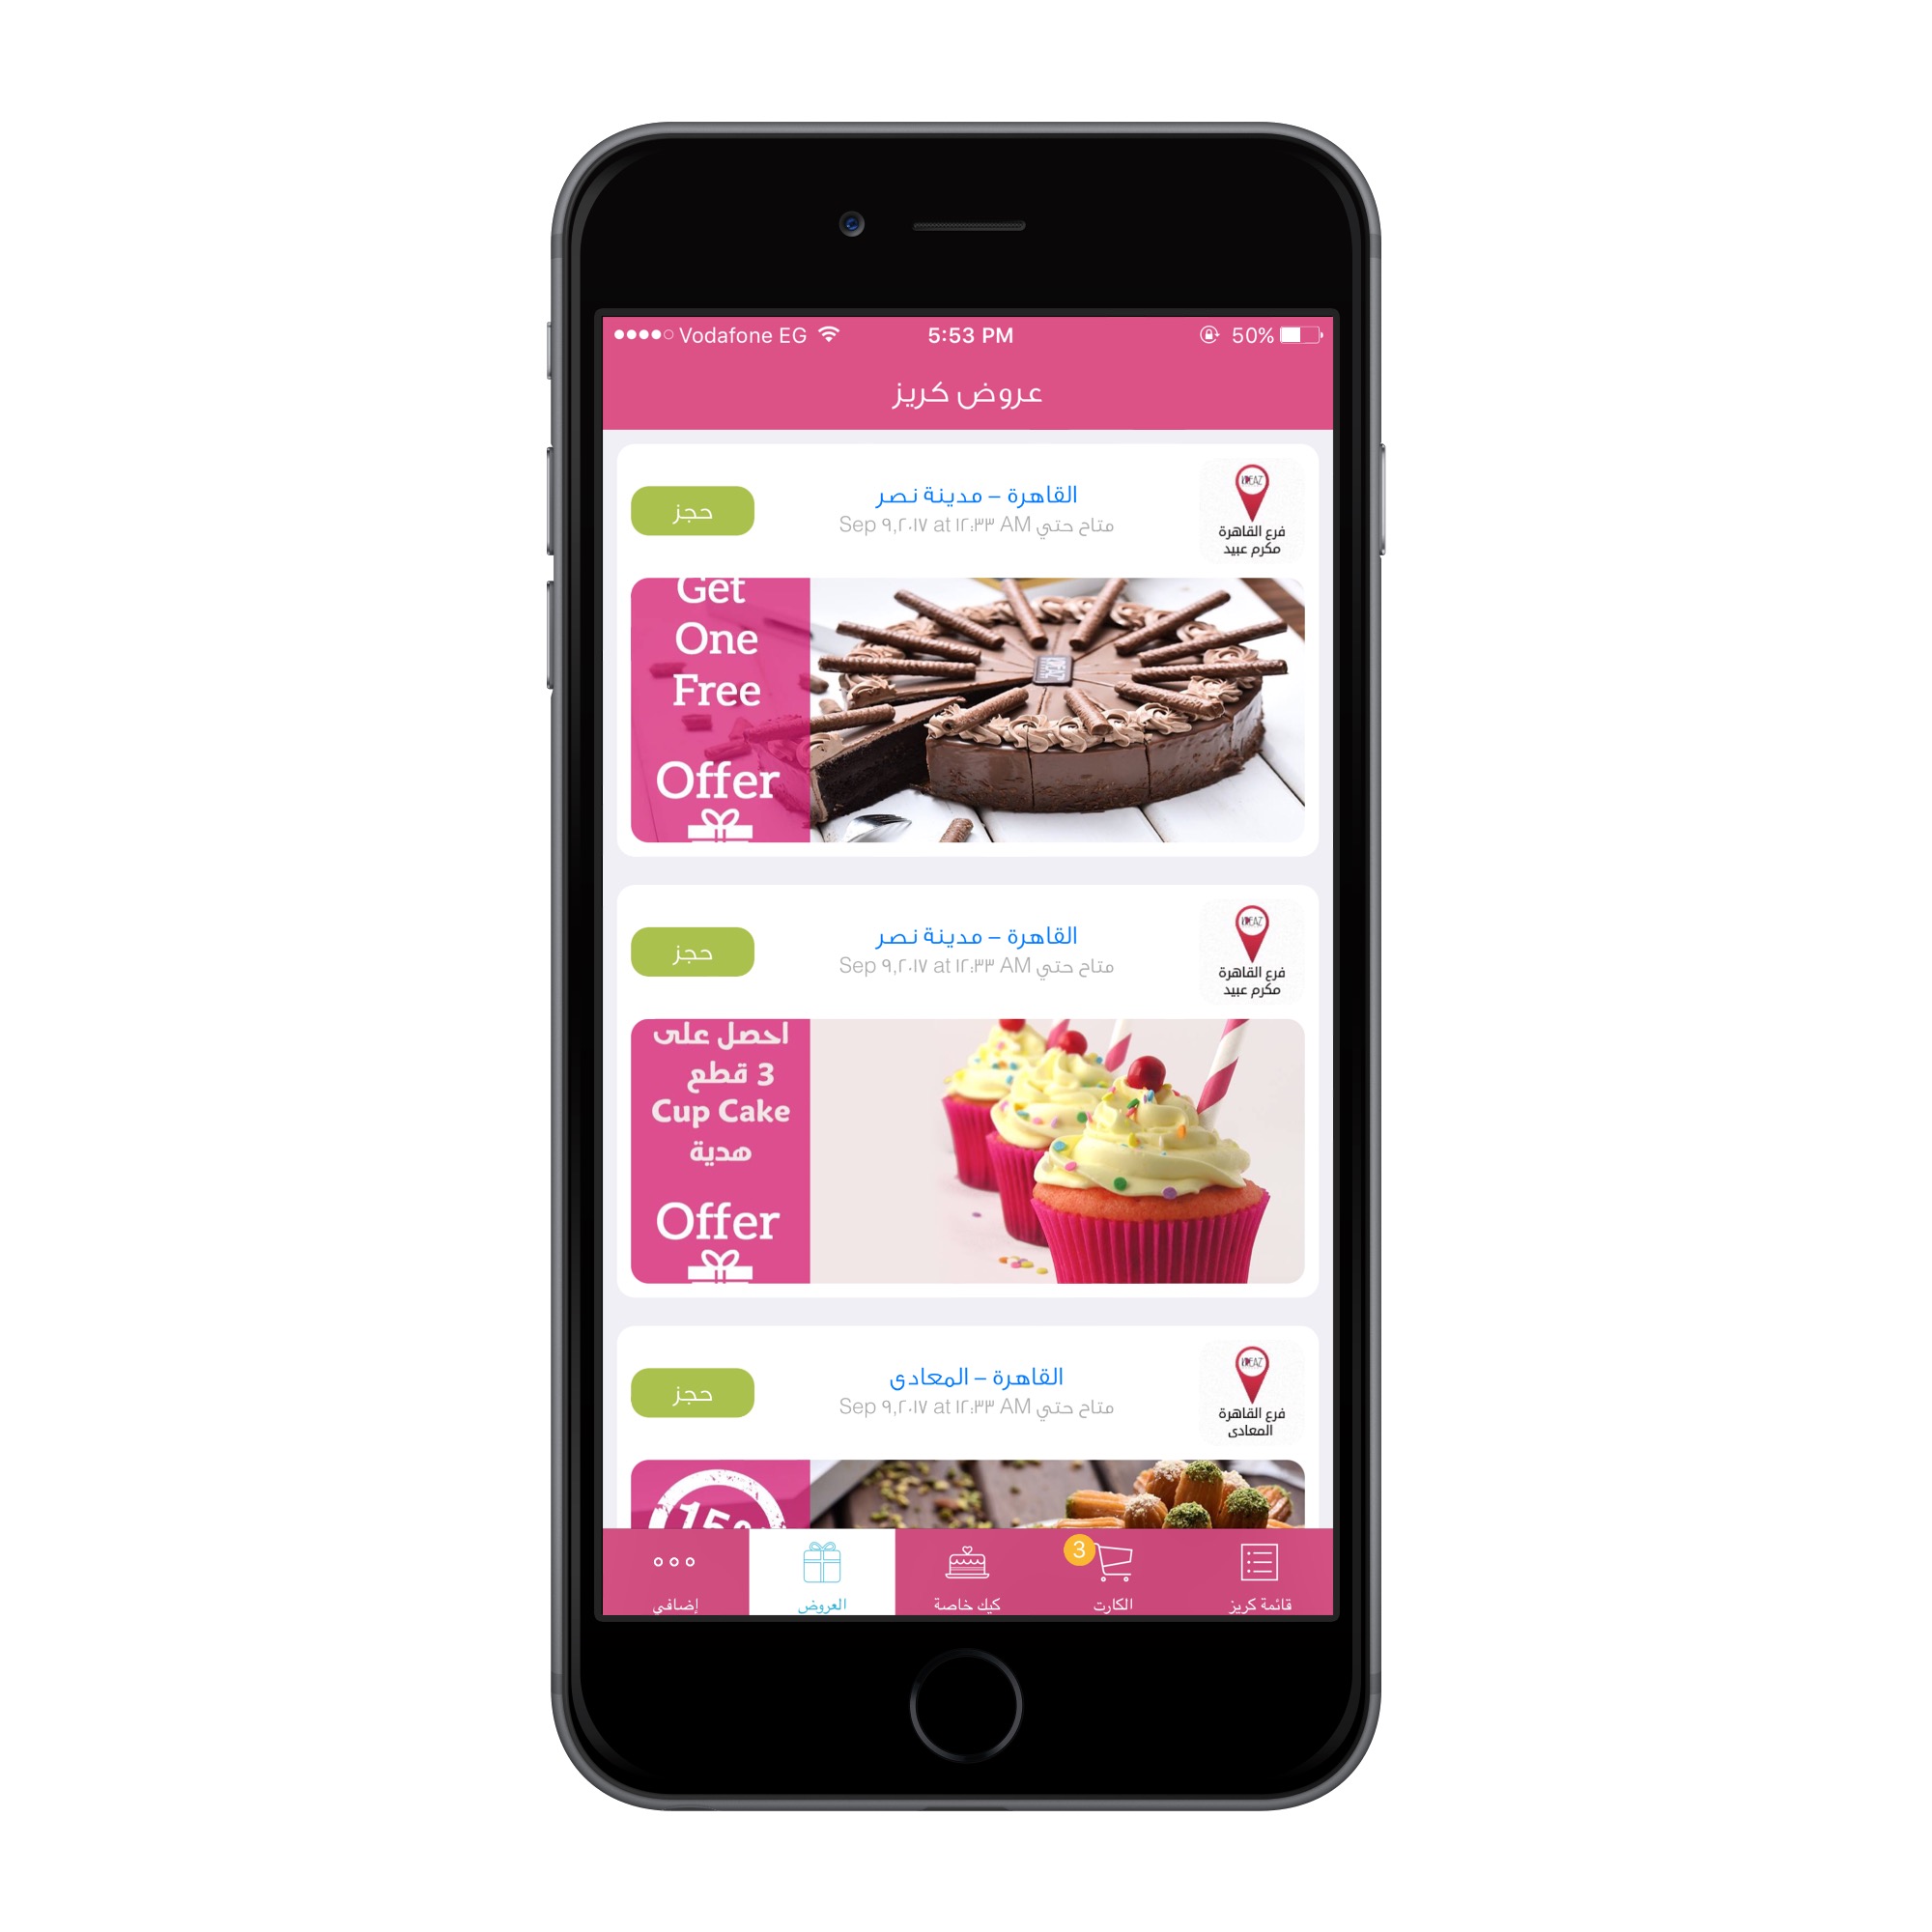 Vodafone EG
5:53 PM
50%
عروض كريز
فرع القاهرة
مكرم عبيد
القاهرة – مدينة نصر
متاح حتي Sep ٩,٢٠١٧ at ١٢:٣٣ AM
حجز
Get
One
Free
Offer
فرع القاهرة
مكرم عبيد
القاهرة – مدينة نصر
متاح حتي Sep ٩,٢٠١٧ at ١٢:٣٣ AM
حجز
احصل على
3 قطع
Cup Cake
هدية
Offer
فرع القاهرة
المعادى
القاهرة – المعادى
متاح حتي Sep ٩,٢٠١٧ at ١٢:٣٣ AM
حجز
قائمة كريز
3
الكارت
كيك خاصة
العروض
إضافي